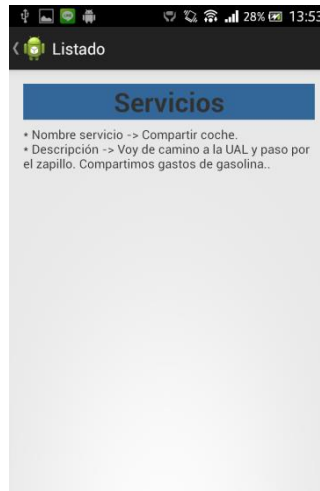 28% 13:53
Listado
Servicios
* Nombre servicio -> Compartir coche.
* Descripción -> Voy de camino a la UAL y paso por
el zapillo. Compartimos gastos de gasolina..